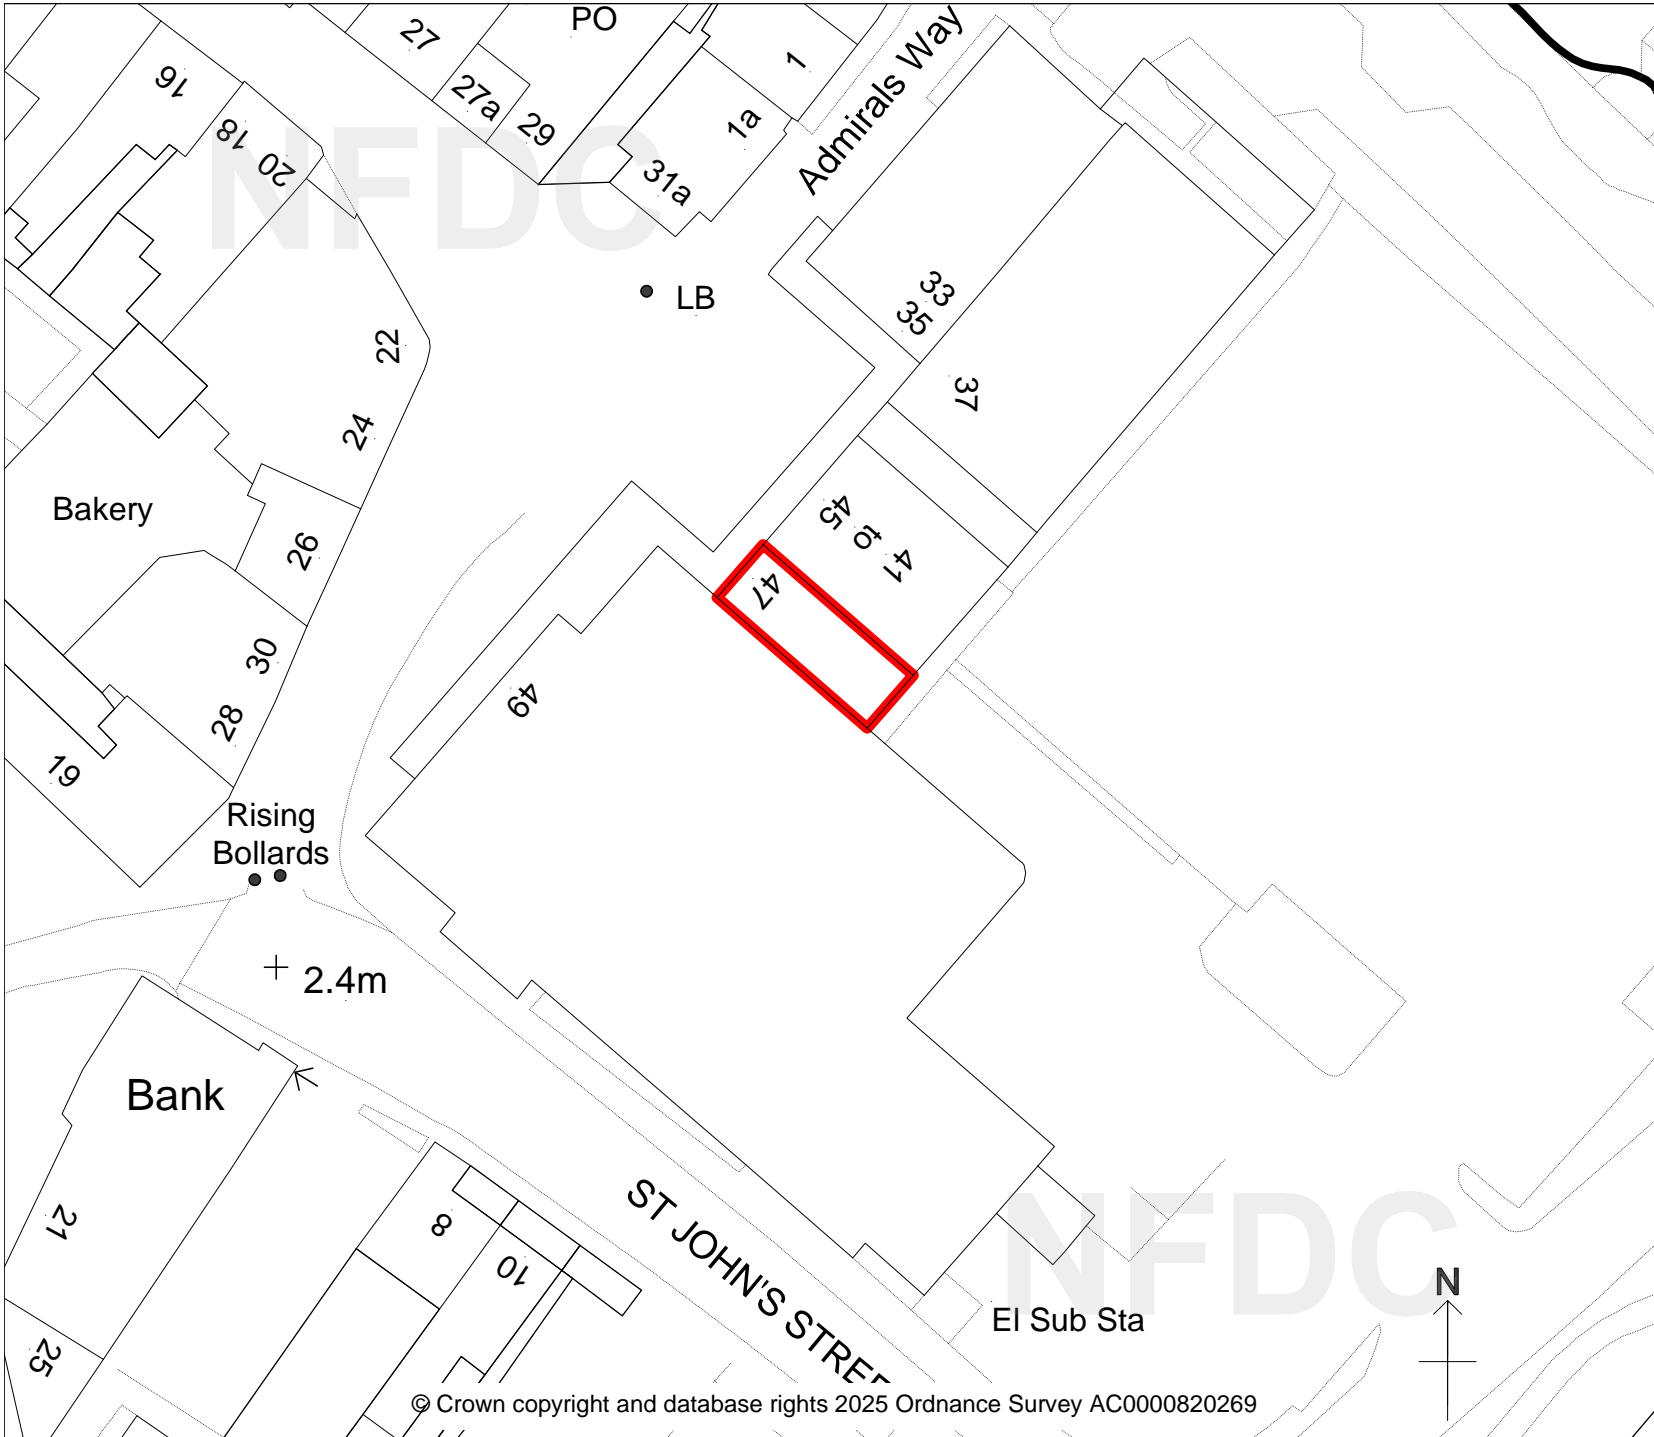 PO
27
27a
29
1
1a
31a
Admirals Way
16
18
20
NFDC
LB
22
24
33
35
37
Bakery
26
45
to
41
47
30
28
49
19
Rising
Bollards
2.4m
Bank
21
25
8
10
ST JOHN'S STREE
NFDC
N
El Sub Sta
© Crown copyright and database rights 2025 Ordnance Survey AC0000820269